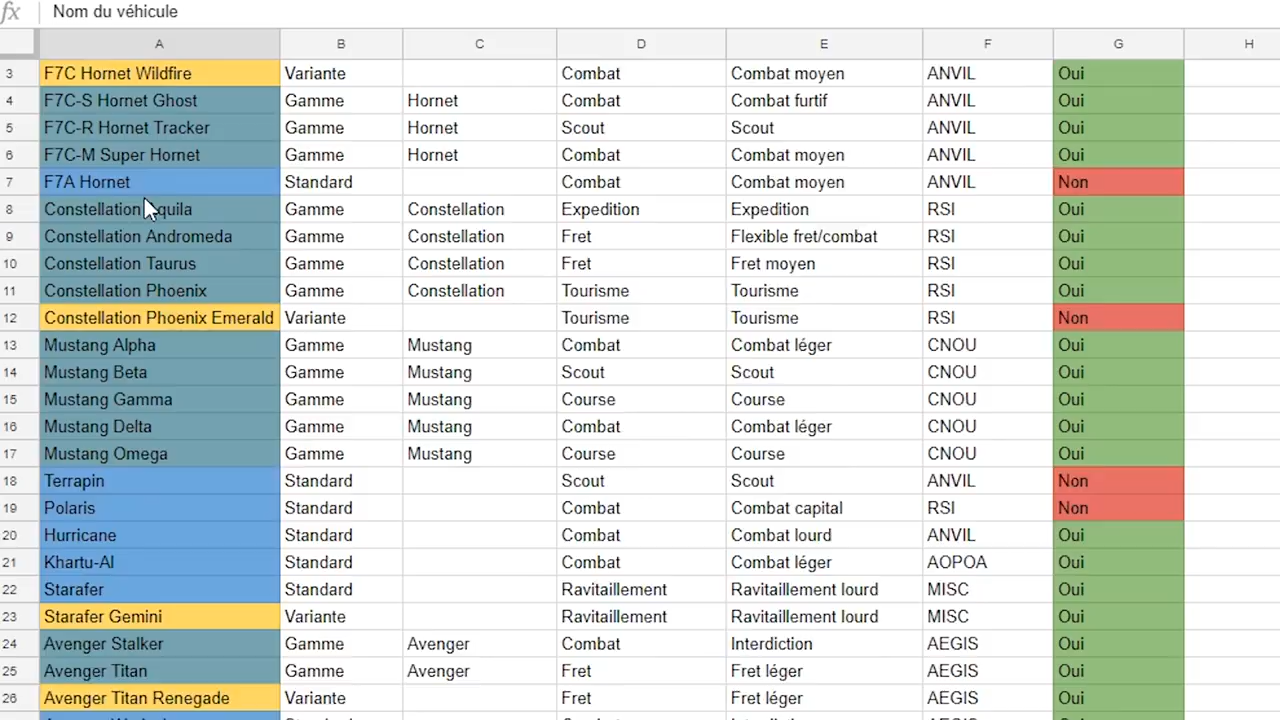 fx Nom du véhicule
A B C D E F G H
3 F7C Hornet Wildfire Variante Combat Combat moyen ANVIL Oui
4 F7C-S Hornet Ghost Gamme Hornet Combat Combat furtif ANVIL Oui
5 F7C-R Hornet Tracker Gamme Hornet Scout Scout ANVIL Oui
6 F7C-M Super Hornet Gamme Hornet Combat Combat moyen ANVIL Oui
7 F7A Hornet Standard Combat Combat moyen ANVIL Non
8 Constellation Gamme Constellation Expedition Expedition RSI Oui
9 Constellation Andromeda Gamme Constellation Fret Flexible fret/combat RSI Oui
10 Constellation Taurus Gamme Constellation Fret Fret moyen RSI Oui
11 Constellation Phoenix Gamme Constellation Tourisme Tourisme RSI Oui
12 Constellation Phoenix Emerald Variante Tourisme Tourisme RSI Non
13 Mustang Alpha Gamme Mustang Combat Combat léger CNOU Oui
14 Mustang Beta Gamme Mustang Scout Scout CNOU Oui
15 Mustang Gamma Gamme Mustang Course Course CNOU Oui
16 Mustang Delta Gamme Mustang Combat Combat léger CNOU Oui
17 Mustang Omega Gamme Mustang Course Course CNOU Oui
18 Terrapin Standard Scout Scout ANVIL Non
19 Polaris Standard Combat Combat capital RSI Non
20 Hurricane Standard Combat Combat lourd ANVIL Oui
21 Khartu-Al Standard Combat Combat léger AOPOA Oui
22 Starafer Standard Ravitaillement Ravitaillement lourd MISC Oui
23 Starafer Gemini Variante Ravitaillement Ravitaillement lourd MISC Oui
24 Avenger Stalker Gamme Avenger Combat Interdiction AEGIS Oui
25 Avenger Titan Gamme Avenger Fret Fret léger AEGIS Oui
26 Avenger Titan Renegade Variante Fret Fret léger AEGIS Oui